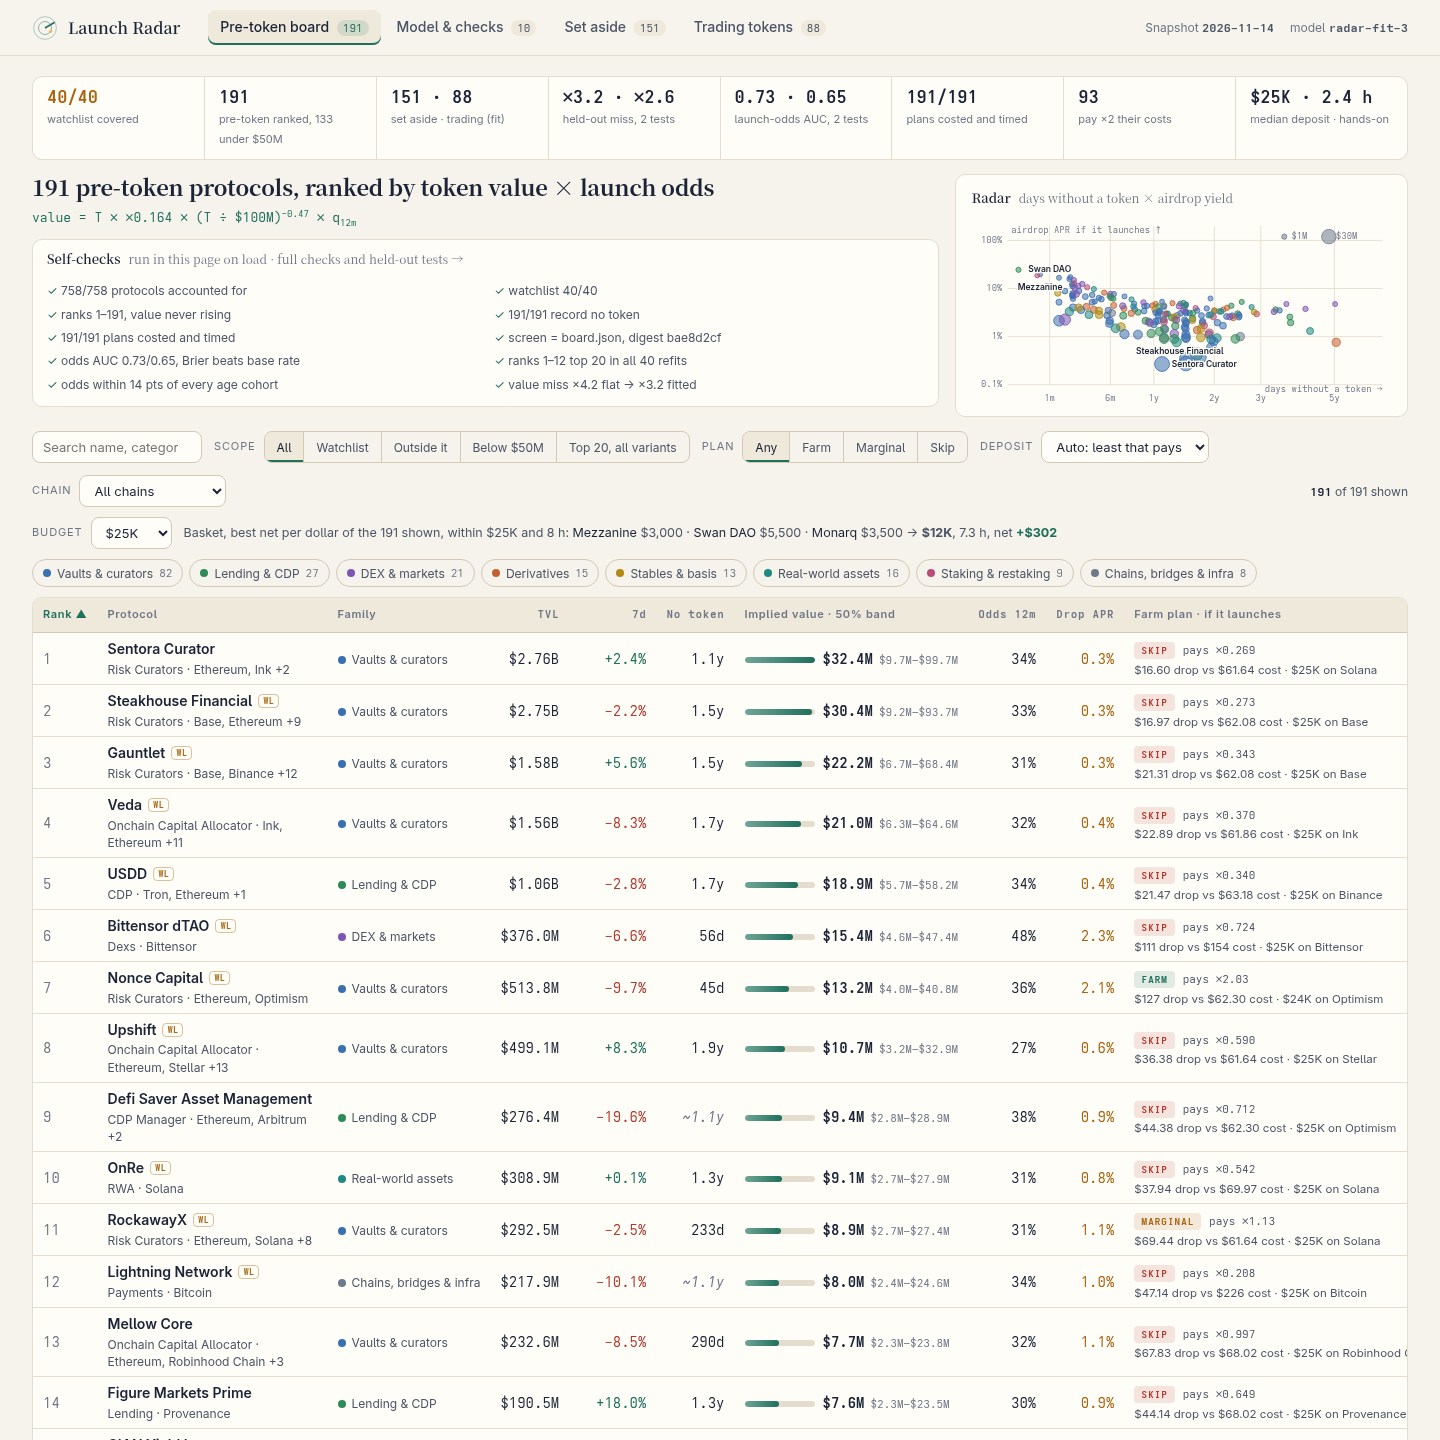 Launch Radar
Pre-token board 191
Model & checks 10
Set aside 151
Trading tokens 88
Snapshot 2026-11-14 model radar-fit-3
40/40
watchlist covered
191
pre-token ranked, 133
under $50M
151 · 88
set aside · trading (fit)
×3.2 · ×2.6
held-out miss, 2 tests
0.73 · 0.65
launch-odds AUC, 2 tests
191/191
plans costed and timed
93
pay ×2 their costs
$25K · 2.4 h
median deposit · hands-on
191 pre-token protocols, ranked by token value × launch odds
value = T × ×0.164 × (T ÷ $100M)−0.47 × q12m
Self-checks run in this page on load · full checks and held-out tests →
✓ 758/758 protocols accounted for
✓ watchlist 40/40
✓ ranks 1–191, value never rising
✓ 191/191 record no token
✓ 191/191 plans costed and timed
✓ screen = board.json, digest bae8d2cf
✓ odds AUC 0.73/0.65, Brier beats base rate
✓ ranks 1–12 top 20 in all 40 refits
✓ odds within 14 pts of every age cohort
✓ value miss ×4.2 flat → ×3.2 fitted
Radar days without a token × airdrop yield
airdrop APR if it launches ↑
$1M
$30M
100%
10%
1%
0.1%
Swan DAO
Mezzanine
Steakhouse Financial
Sentora Curator
days without a token →
1m 6m 1y 2y 3y 5y
Search name, categor
SCOPE All Watchlist Outside it Below $50M Top 20, all variants
PLAN Any Farm Marginal Skip
DEPOSIT Auto: least that pays
CHAIN All chains
191 of 191 shown
BUDGET $25K Basket, best net per dollar of the 191 shown, within $25K and 8 h: Mezzanine $3,000 · Swan DAO $5,500 · Monarq $3,500 → $12K, 7.3 h, net +$302
Vaults & curators 82
Lending & CDP 27
DEX & markets 21
Derivatives 15
Stables & basis 13
Real-world assets 16
Staking & restaking 9
Chains, bridges & infra 8
Rank ▲ Protocol Family TVL 7d No token Implied value · 50% band Odds 12m Drop APR Farm plan · if it launches
1 Sentora Curator
Risk Curators · Ethereum, Ink +2
Vaults & curators $2.76B +2.4% 1.1y $32.4M $9.7M–$99.7M 34% 0.3%
SKIP pays ×0.269
$16.60 drop vs $61.64 cost · $25K on Solana
2 Steakhouse Financial WL
Risk Curators · Base, Ethereum +9
Vaults & curators $2.75B −2.2% 1.5y $30.4M $9.2M–$93.7M 33% 0.3%
SKIP pays ×0.273
$16.97 drop vs $62.08 cost · $25K on Base
3 Gauntlet WL
Risk Curators · Base, Binance +12
Vaults & curators $1.58B +5.6% 1.5y $22.2M $6.7M–$68.4M 31% 0.3%
SKIP pays ×0.343
$21.31 drop vs $62.08 cost · $25K on Base
4 Veda WL
Onchain Capital Allocator · Ink,
Ethereum +11
Vaults & curators $1.56B −8.3% 1.7y $21.0M $6.3M–$64.6M 32% 0.4%
SKIP pays ×0.370
$22.89 drop vs $61.86 cost · $25K on Ink
5 USDD WL
CDP · Tron, Ethereum +1
Lending & CDP $1.06B −2.8% 1.7y $18.9M $5.7M–$58.2M 34% 0.4%
SKIP pays ×0.340
$21.47 drop vs $63.18 cost · $25K on Binance
6 Bittensor dTAO WL
Dexs · Bittensor
DEX & markets $376.0M −6.6% 56d $15.4M $4.6M–$47.4M 48% 2.3%
SKIP pays ×0.724
$111 drop vs $154 cost · $25K on Bittensor
7 Nonce Capital WL
Risk Curators · Ethereum, Optimism
Vaults & curators $513.8M −9.7% 45d $13.2M $4.0M–$40.8M 36% 2.1%
FARM pays ×2.03
$127 drop vs $62.30 cost · $24K on Optimism
8 Upshift WL
Onchain Capital Allocator ·
Ethereum, Stellar +13
Vaults & curators $499.1M +8.3% 1.9y $10.7M $3.2M–$32.9M 27% 0.6%
SKIP pays ×0.590
$36.38 drop vs $61.64 cost · $25K on Stellar
9 Defi Saver Asset Management
CDP Manager · Ethereum, Arbitrum
+2
Lending & CDP $276.4M −19.6% ~1.1y $9.4M $2.8M–$28.9M 38% 0.9%
SKIP pays ×0.712
$44.38 drop vs $62.30 cost · $25K on Optimism
10 OnRe WL
RWA · Solana
Real-world assets $308.9M +0.1% 1.3y $9.1M $2.7M–$27.9M 31% 0.8%
SKIP pays ×0.542
$37.94 drop vs $69.97 cost · $25K on Solana
11 RockawayX WL
Risk Curators · Ethereum, Solana +8
Vaults & curators $292.5M −2.5% 233d $8.9M $2.7M–$27.4M 31% 1.1%
MARGINAL pays ×1.13
$69.44 drop vs $61.64 cost · $25K on Solana
12 Lightning Network WL
Payments · Bitcoin
Chains, bridges & infra $217.9M −10.1% ~1.1y $8.0M $2.4M–$24.6M 34% 1.0%
SKIP pays ×0.208
$47.14 drop vs $226 cost · $25K on Bitcoin
13 Mellow Core
Onchain Capital Allocator ·
Ethereum, Robinhood Chain +3
Vaults & curators $232.6M −8.5% 290d $7.7M $2.3M–$23.8M 32% 1.1%
SKIP pays ×0.997
$67.83 drop vs $68.02 cost · $25K on Robinhood
14 Figure Markets Prime
Lending · Provenance
Lending & CDP $190.5M +18.0% 1.3y $7.6M $2.3M–$23.5M 30% 0.9%
SKIP pays ×0.649
$44.14 drop vs $68.02 cost · $25K on Provenance